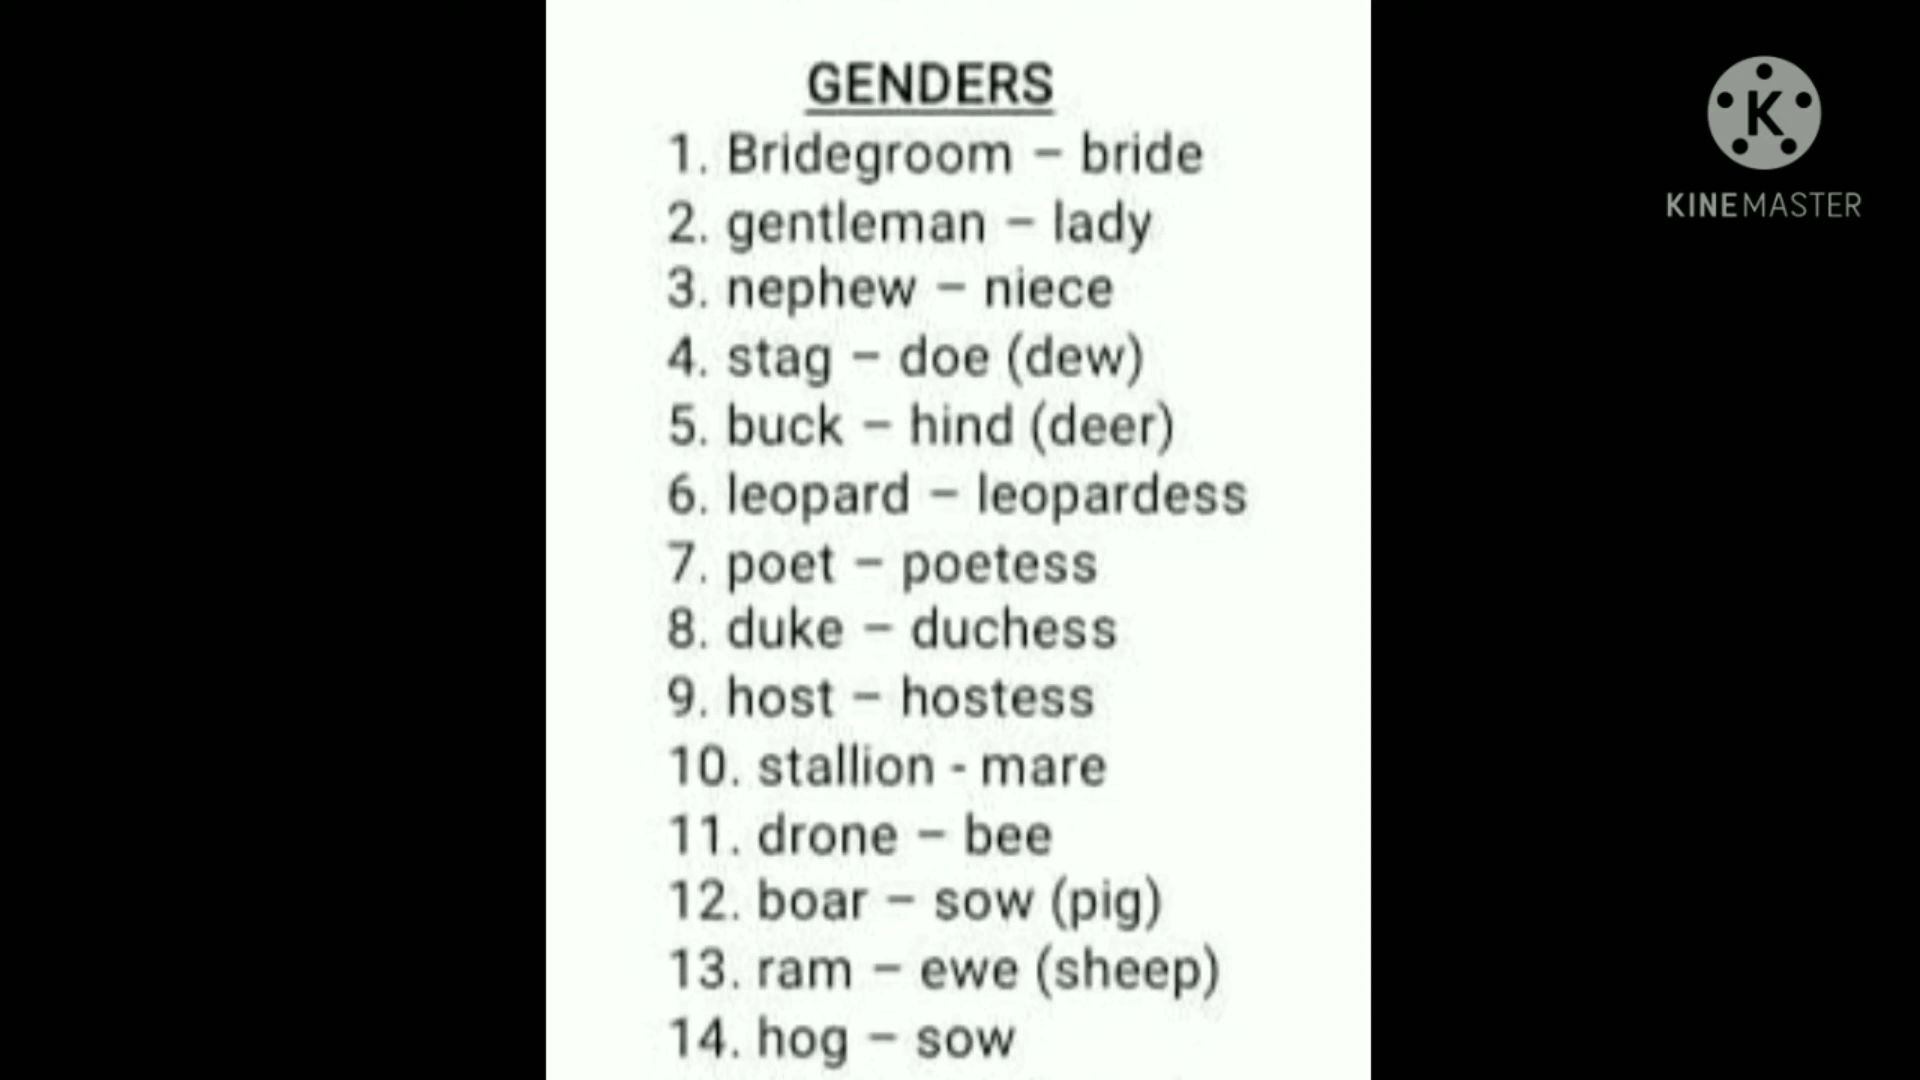 GENDERS
1. Bridegroom – bride
2. gentleman – lady
3. nephew – niece
4. stag – doe (dew)
5. buck – hind (deer)
6. leopard – leopardess
7. poet – poetess
8. duke – duchess
9. host – hostess
10. stallion - mare
11. drone – bee
12. boar – sow (pig)
13. ram – ewe (sheep)
14. hog – sow
K
KINEMASTER